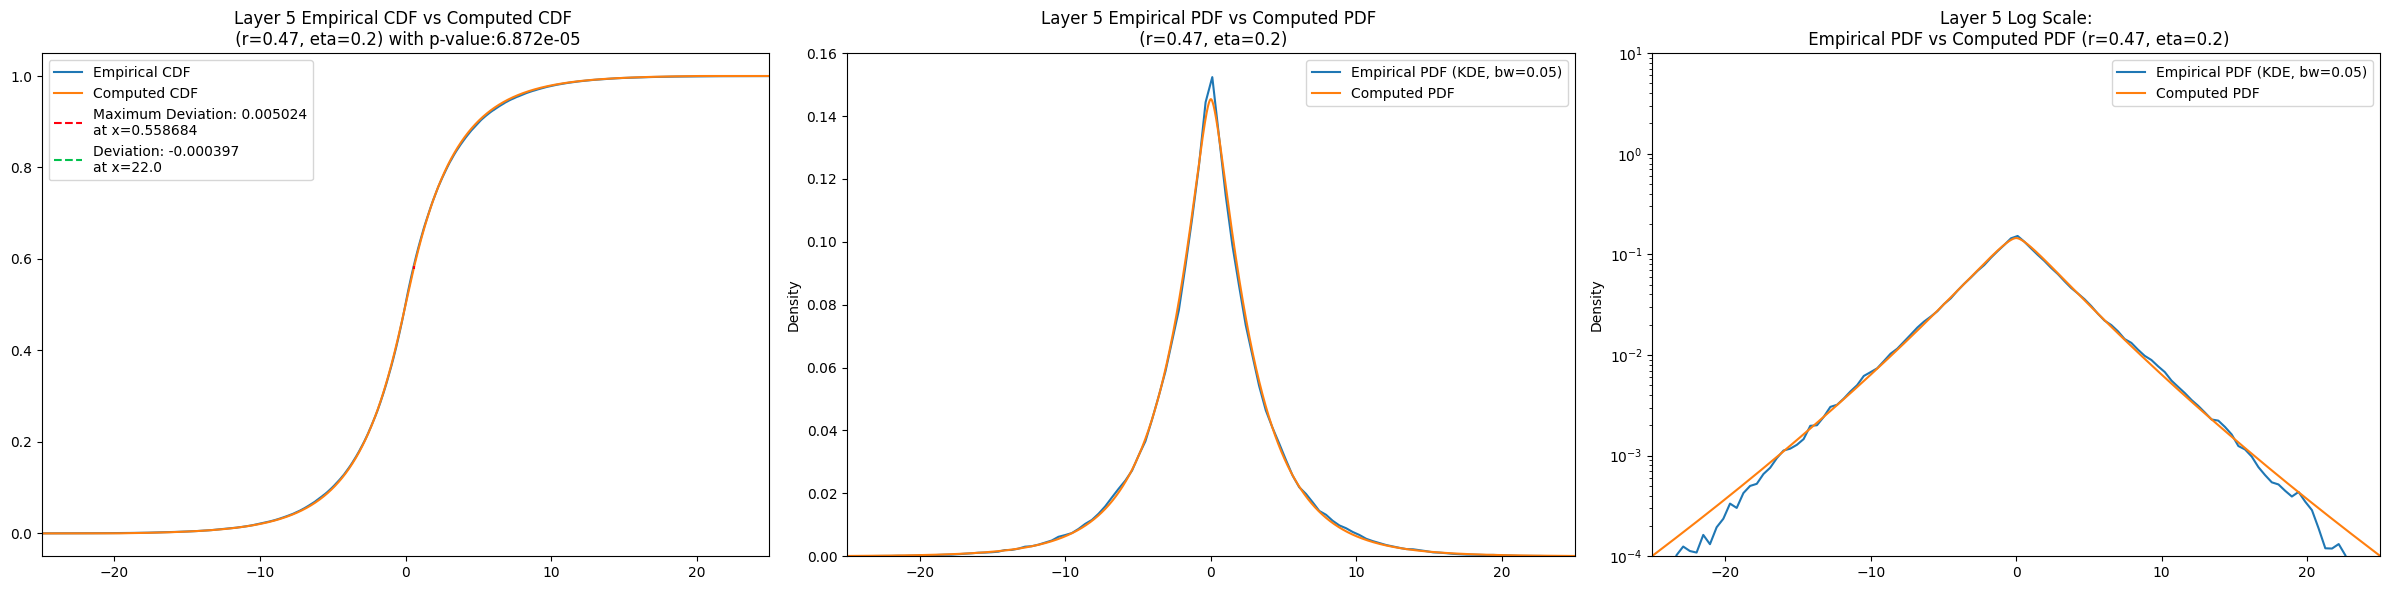 Layer 5 Empirical CDF vs Computed CDF
(r=0.47, eta=0.2) with p-value:6.872e-05
Empirical CDF
Computed CDF
Maximum Deviation: 0.005024
at x=0.558684
Deviation: -0.000397
at x=22.0
1.0
0.8
0.6
0.4
0.2
0.0
−20
−10
0
10
20
Layer 5 Empirical PDF vs Computed PDF
(r=0.47, eta=0.2)
Empirical PDF (KDE, bw=0.05)
Computed PDF
Density
0.16
0.14
0.12
0.10
0.08
0.06
0.04
0.02
0.00
−20
−10
0
10
20
Layer 5 Log Scale:
Empirical PDF vs Computed PDF (r=0.47, eta=0.2)
Empirical PDF (KDE, bw=0.05)
Computed PDF
Density
10¹
10⁰
10⁻¹
10⁻²
10⁻³
10⁻⁴
−20
−10
0
10
20